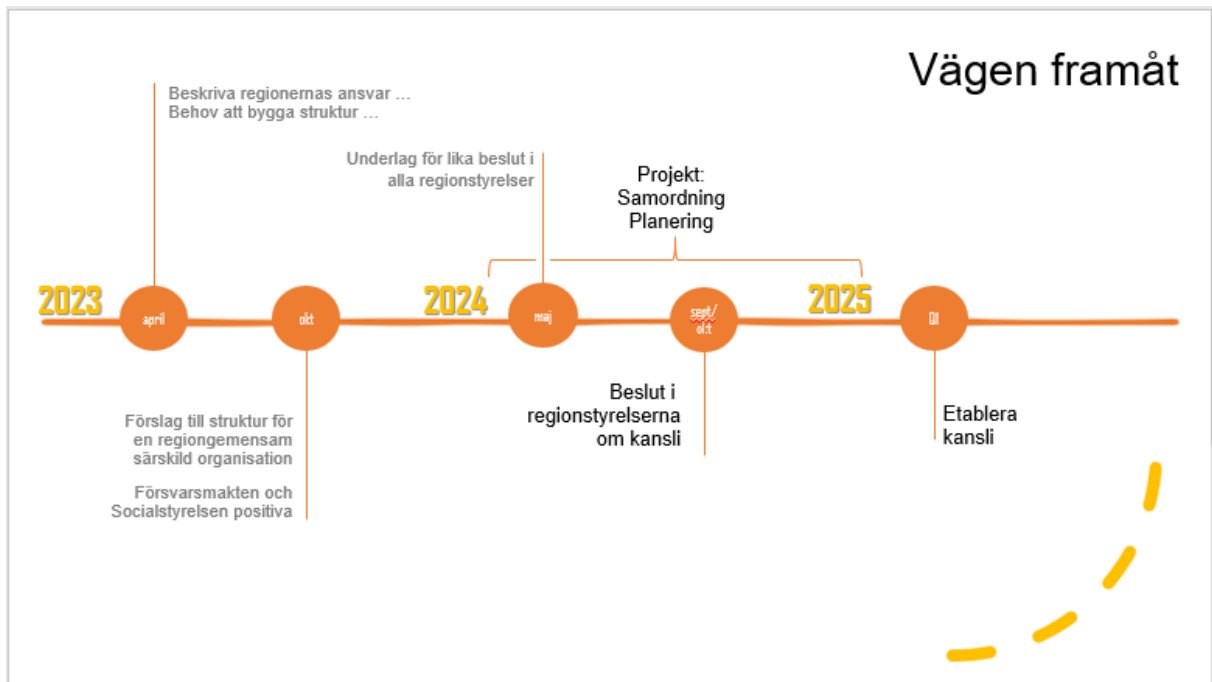 Vägen framåt
Beskriva regionernas ansvar ...
Behov att bygga struktur ...
Underlag för lika beslut i
alla regionstyrelser
Projekt:
Samordning
Planering
2023
april
okt
2024
maj
sept/
okt
2025
Förslag till struktur för
en regiongemensam
särskild organisation
Försvarsmakten och
Socialstyrelsen positiva
Beslut i
regionstyrelserna
om kansli
Etablera
kansli